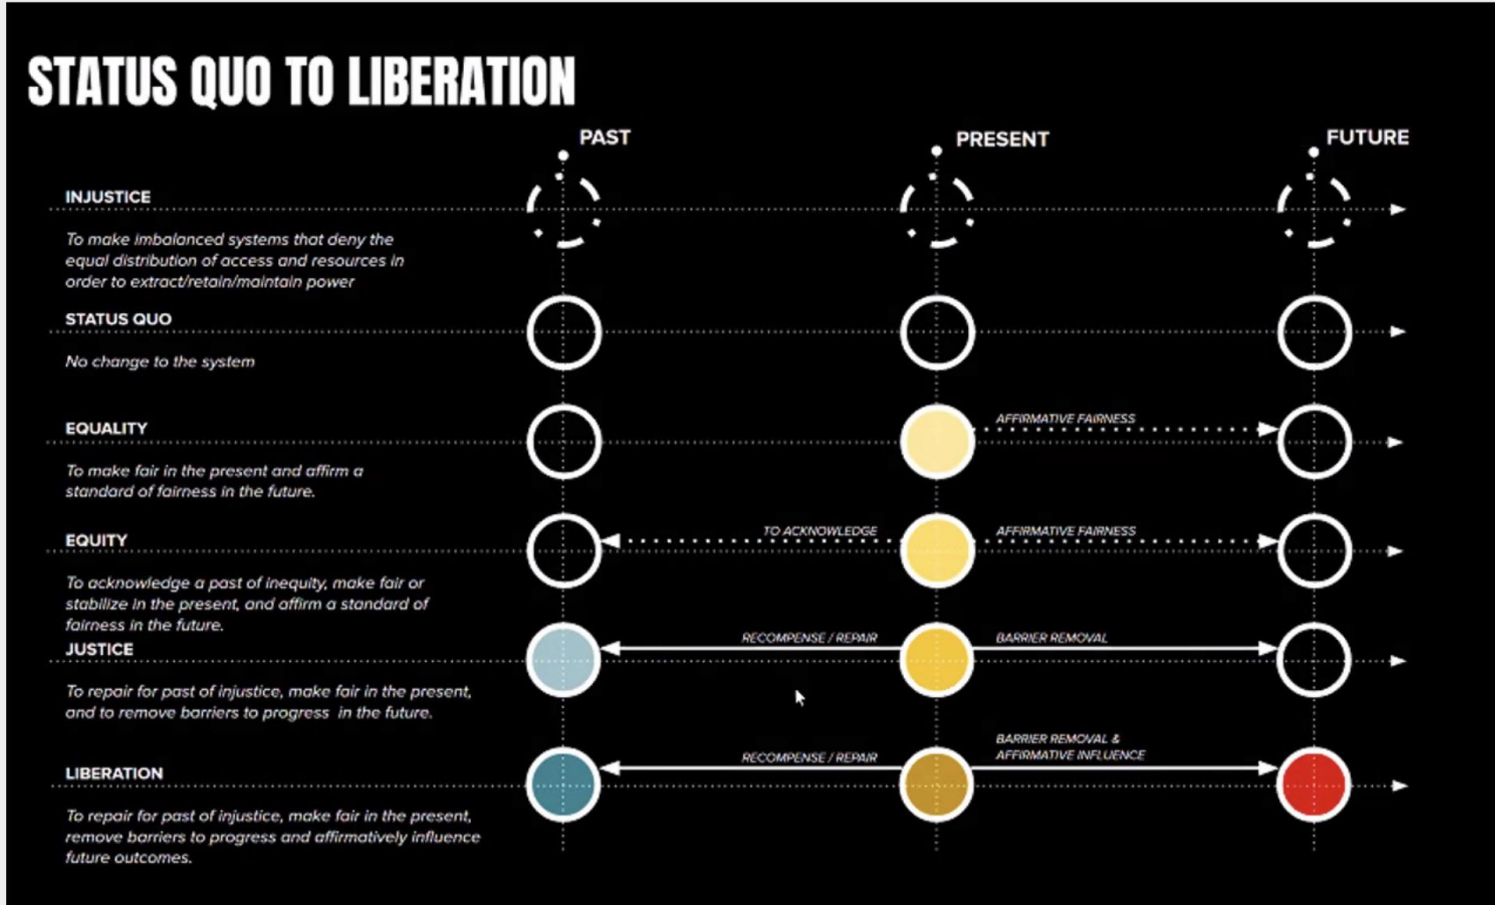 STATUS QUO TO LIBERATION
PAST
PRESENT
FUTURE
INJUSTICE
To make imbalanced systems that deny the
equal distribution of access and resources in
order to extract/retain/maintain power
STATUS QUO
No change to the system
EQUALITY
AFFIRMATIVE FAIRNESS
To make fair in the present and affirm a
standard of fairness in the future.
EQUITY
TO ACKNOWLEDGE
AFFIRMATIVE FAIRNESS
To acknowledge a past of inequity, make fair or
stabilize in the present, and affirm a standard of
fairness in the future.
JUSTICE
RECOMPENSE / REPAIR
BARRIER REMOVAL
To repair for past of injustice, make fair in the present,
and to remove barriers to progress in the future.
LIBERATION
RECOMPENSE / REPAIR
BARRIER REMOVAL &
AFFIRMATIVE INFLUENCE
To repair for past of injustice, make fair in the present,
remove barriers to progress and affirmatively influence
future outcomes.